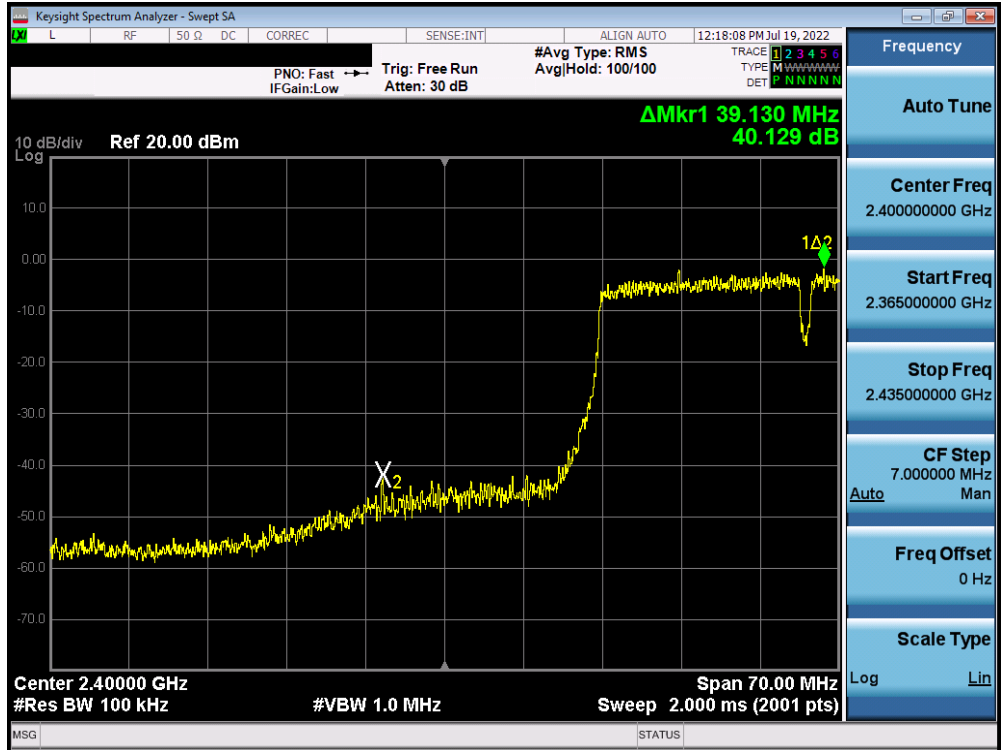 Keysight Spectrum Analyzer - Swept SA
LXI L RF 50 Ω DC CORREC SENSE:INT ALIGN AUTO 12:18:08 PM Jul 19, 2022
PNO: Fast
IFGain:Low
Trig: Free Run
Atten: 30 dB
#Avg Type: RMS
Avg|Hold: 100/100
TRACE 1 2 3 4 5 6
TYPE M WWWWW
DET P N N N N N
ΔMkr1 39.130 MHz
40.129 dB
10 dB/div Ref 20.00 dBm
Log
10.0
0.00
-10.0
-20.0
-30.0
-40.0
-50.0
-60.0
-70.0
1Δ2
X2
Center 2.40000 GHz Span 70.00 MHz
#Res BW 100 kHz #VBW 1.0 MHz Sweep 2.000 ms (2001 pts)
MSG STATUS
Frequency
Auto Tune
Center Freq
2.400000000 GHz
Start Freq
2.365000000 GHz
Stop Freq
2.435000000 GHz
CF Step
7.000000 MHz
Auto Man
Freq Offset
0 Hz
Scale Type
Log Lin